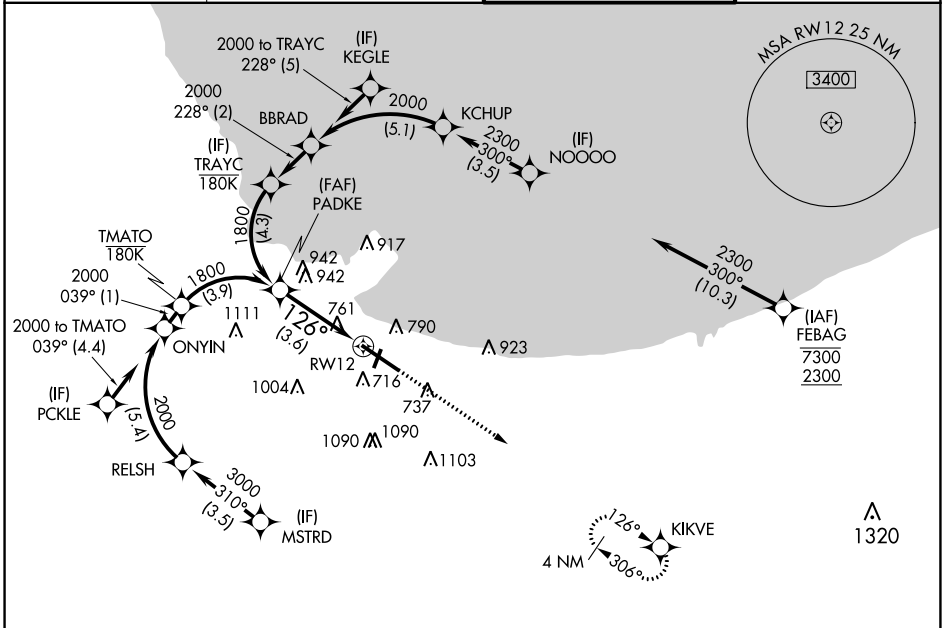 MSA RW12 25 NM
3400
2000 to TRAYC
228° (5)
(IF)
KEGLE
2000
228° (2)
BBRAD
2000
(5.1)
KCHUP
2300
300°
(3.5)
(IF)
NOOOO
(IF)
TRAYC
180K
(FAF)
PADKE
1800
(4.3)
917
942
942
TMATO
180K
2000
039° (1)
1800
(3.9)
2000 to TMATO
039° (4.4)
ONYIN
1111
126°
(3.6)
761
790
923
RW12
716
1004
737
2300
300°
(10.3)
(IAF)
FEBAG
7300
2300
(IF)
PCKLE
(5.4)
2000
1090
1090
1103
RELSH
3000
310°
(3.5)
(IF)
MSTRD
126°
KIKVE
4 NM
306°
1320